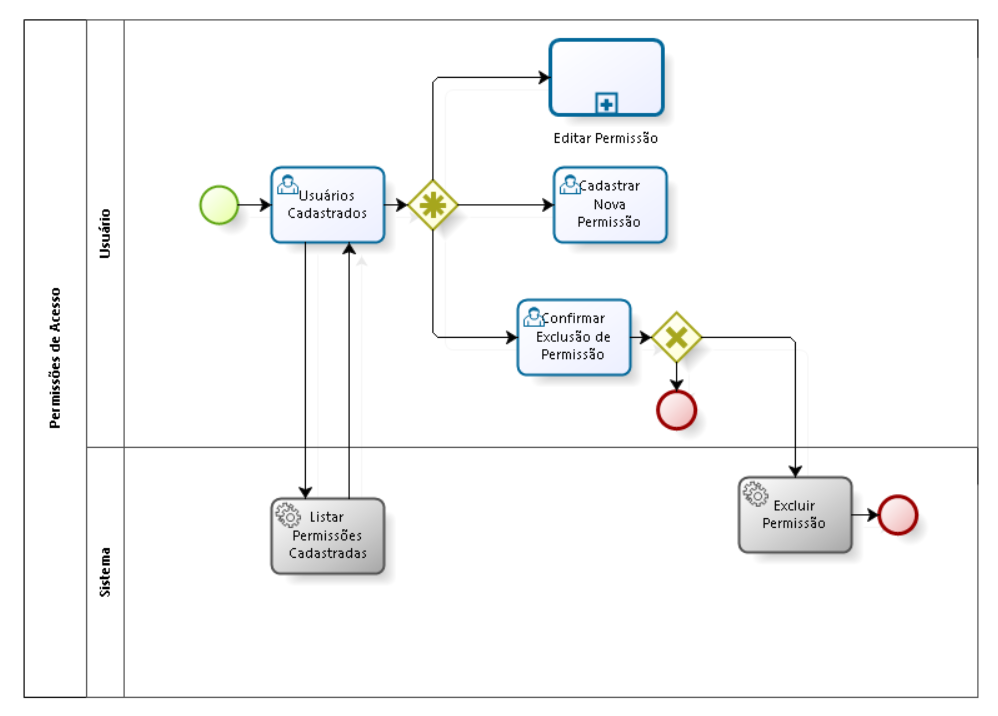 Permissões de Acesso
Usuário
Editar Permissão
Usuários
Cadastrados
Cadastrar
Nova
Permissão
Confirmar
Exclusão de
Permissão
Sistema
Listar
Permissões
Cadastradas
Excluir
Permissão